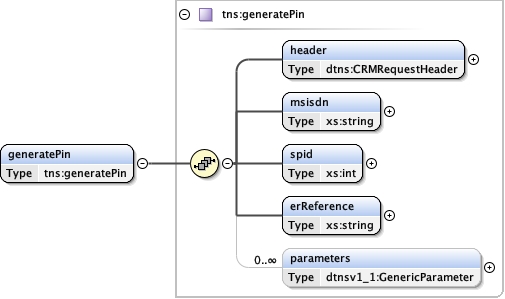 tns:generatePin
header
Type dtns:CRMRequestHeader
msisdn
Type xs:string
generatePin
Type tns:generatePin
spid
Type xs:int
erReference
Type xs:string
0..∞
parameters
Type dtnsv1_1:GenericParameter